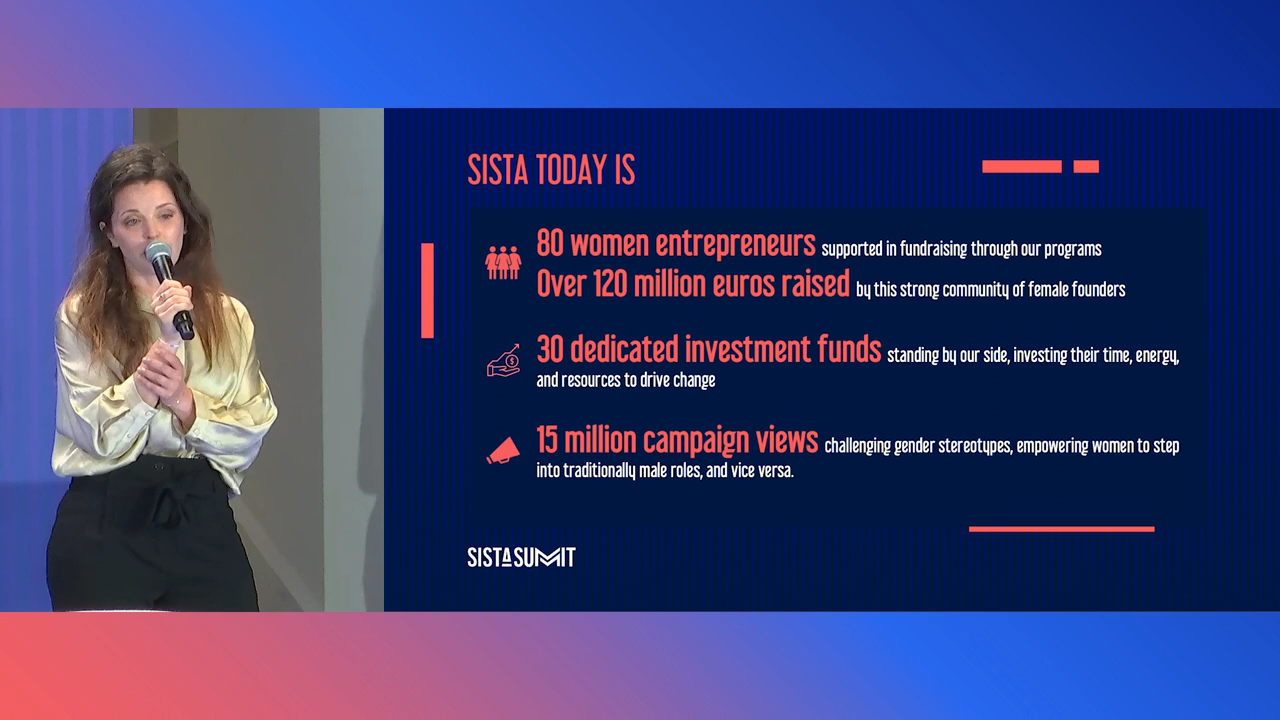 SISTA TODAY IS
80 women entrepreneurs supported in fundraising through our programs
Over 120 million euros raised by this strong community of female founders
30 dedicated investment funds standing by our side, investing their time, energy,
and resources to drive change
15 million campaign views challenging gender stereotypes, empowering women to step
into traditionally male roles, and vice versa.
SISTA SUMMIT